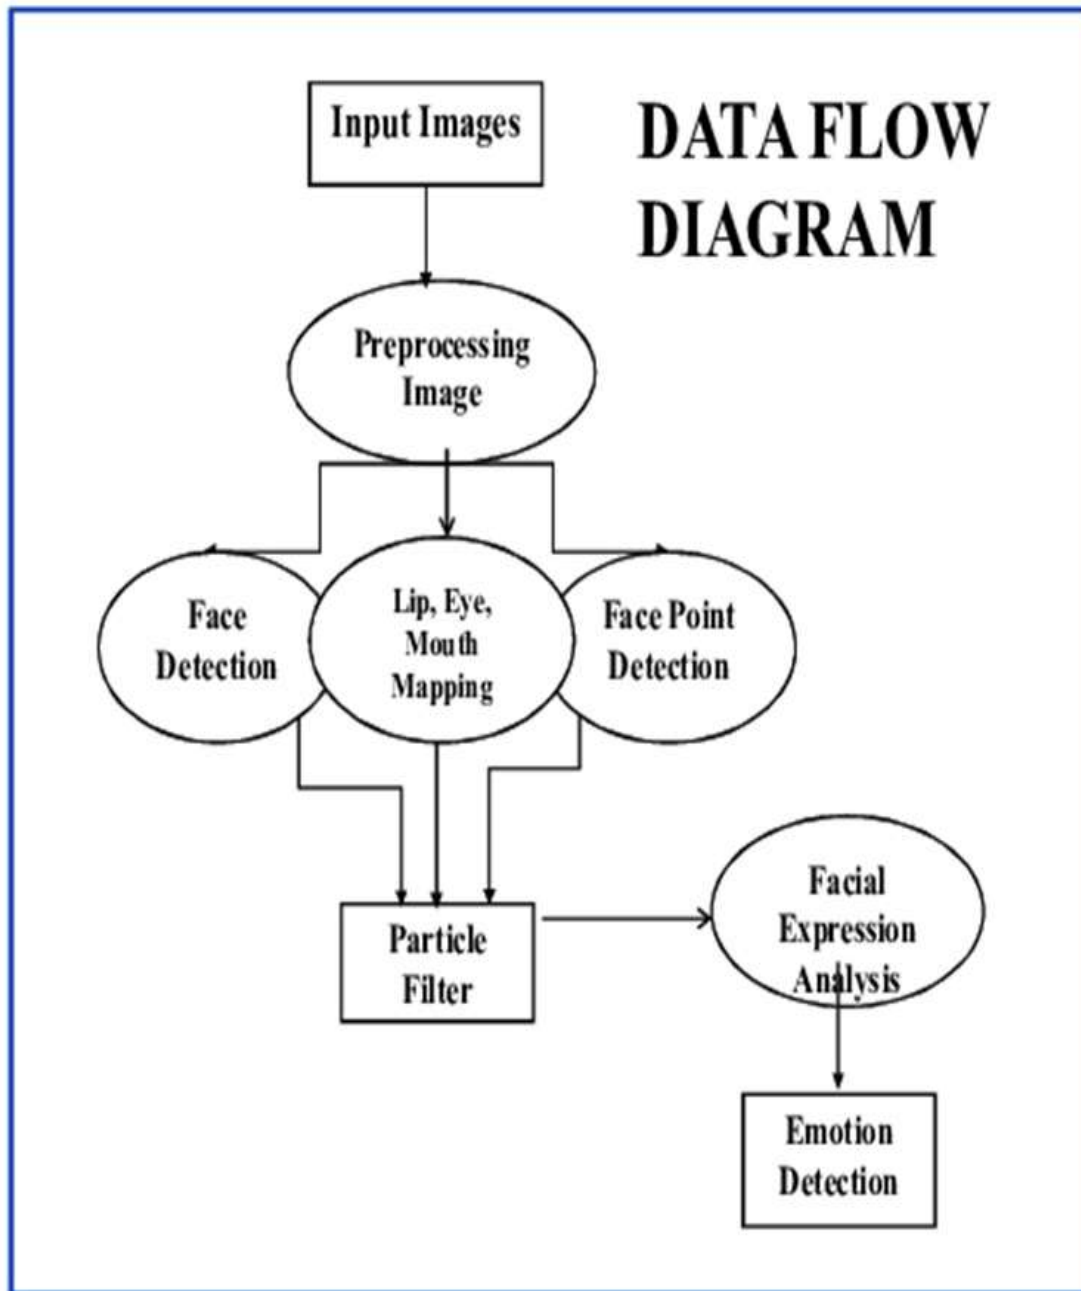 Input Images
DATA FLOW
DIAGRAM
Preprocessing
Image
Face
Detection
Lip, Eye,
Mouth
Mapping
Face Point
Detection
Particle
Filter
Facial
Expression
Analysis
Emotion
Detection